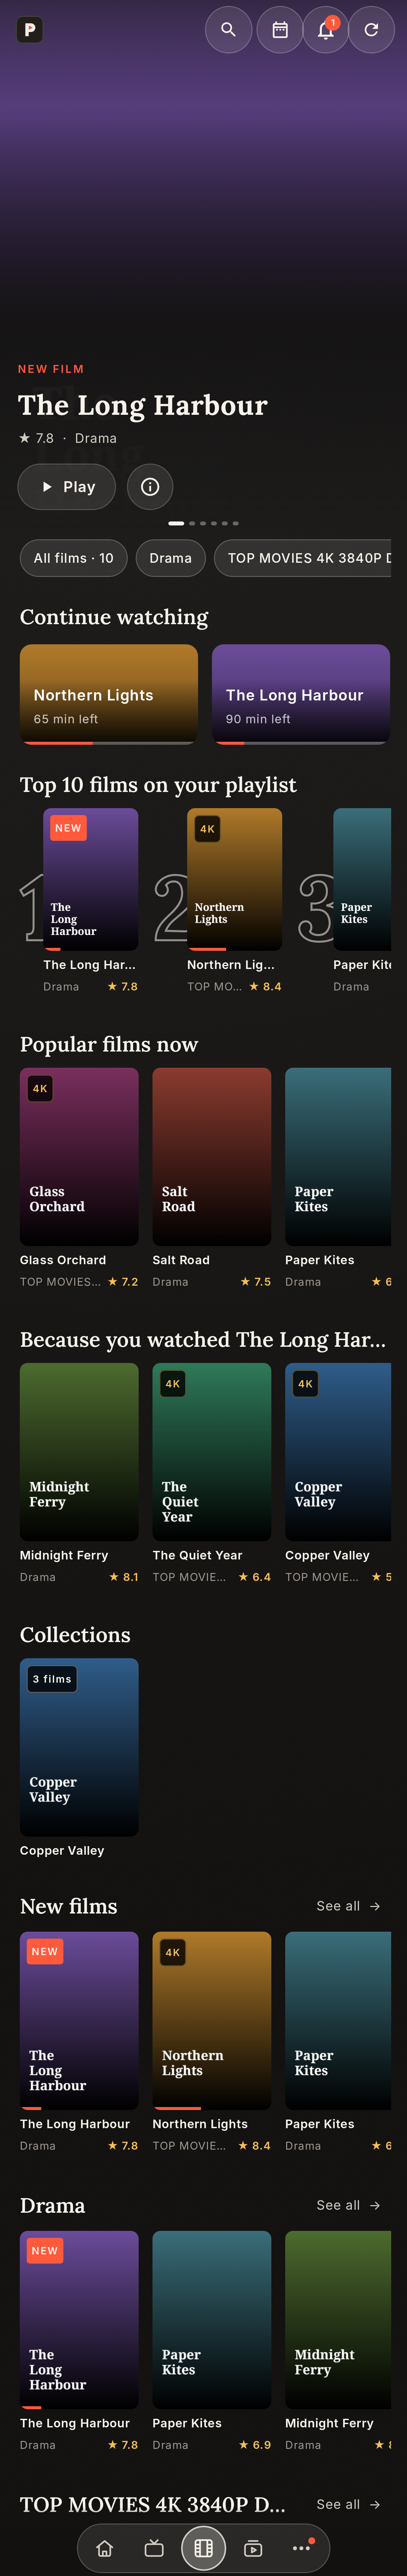 P
1
NEW FILM
The Long Harbour
★ 7.8 · Drama
Play
All films · 10
Drama
TOP MOVIES 4K 3840P
Continue watching
Northern Lights
65 min left
The Long Harbour
90 min left
Top 10 films on your playlist
1
NEW
The
Long
Harbour
The Long Har...
Drama ★ 7.8
2
4K
Northern
Lights
Northern Lig...
TOP MO... ★ 8.4
3
Paper
Kites
Paper Kite
Drama
Popular films now
4K
Glass
Orchard
Glass Orchard
TOP MOVIES... ★ 7.2
Salt
Road
Salt Road
Drama ★ 7.5
Paper
Kites
Paper Kites
Drama ★ 6
Because you watched The Long Har...
Midnight
Ferry
Midnight Ferry
Drama ★ 8.1
4K
The
Quiet
Year
The Quiet Year
TOP MOVIE... ★ 6.4
4K
Copper
Valley
Copper Valley
TOP MOVIE... ★ 5
Collections
3 films
Copper
Valley
Copper Valley
New films
See all →
NEW
The
Long
Harbour
The Long Harbour
Drama ★ 7.8
4K
Northern
Lights
Northern Lights
TOP MOVIE... ★ 8.4
Paper
Kites
Paper Kites
Drama ★ 6
Drama
See all →
NEW
The
Long
Harbour
The Long Harbour
Drama ★ 7.8
Paper
Kites
Paper Kites
Drama ★ 6.9
Midnight
Ferry
Midnight Ferry
Drama ★ 8
TOP MOVIES 4K 3840P D...
See all →